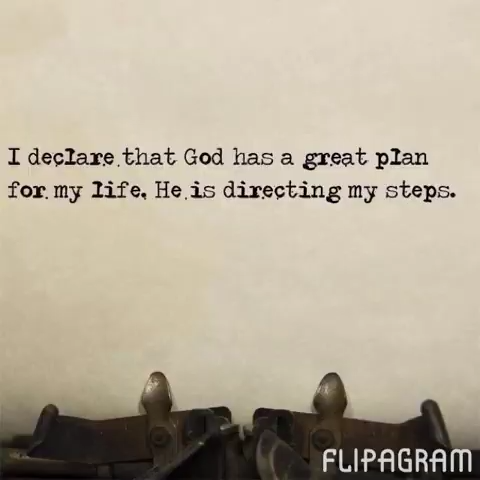 I declare that God has a great plan
for my life. He is directing my steps.
FLIPAGRAM